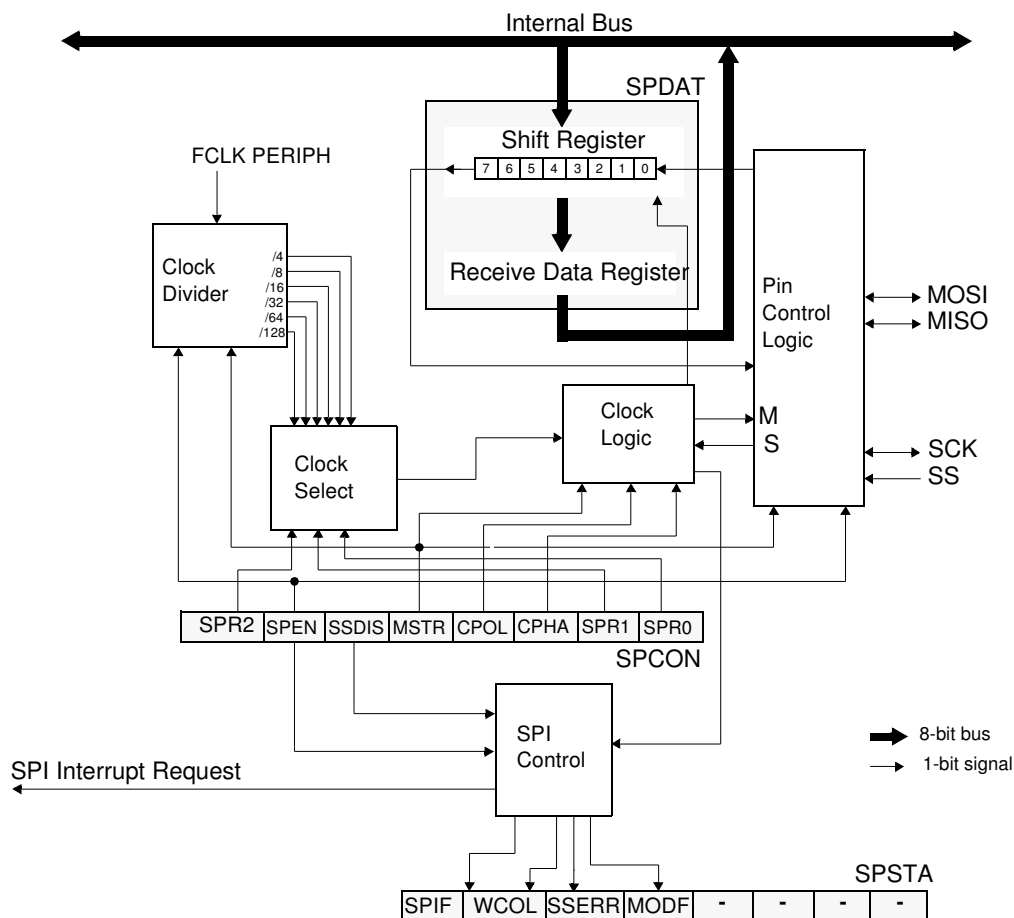 Internal Bus
SPDAT
Shift Register
7 6 5 4 3 2 1 0
FCLK PERIPH
Clock
Divider
/4
/8
/16
/32
/64
/128
Receive Data Register
Pin
Control
Logic
MOSI
MISO
Clock
Logic
M
S
SCK
SS
Clock
Select
SPR2 SPEN SSDIS MSTR CPOL CPHA SPR1 SPR0
SPCON
SPI
Control
8-bit bus
1-bit signal
SPI Interrupt Request
SPSTA
SPIF WCOL SSERR MODF - - - -